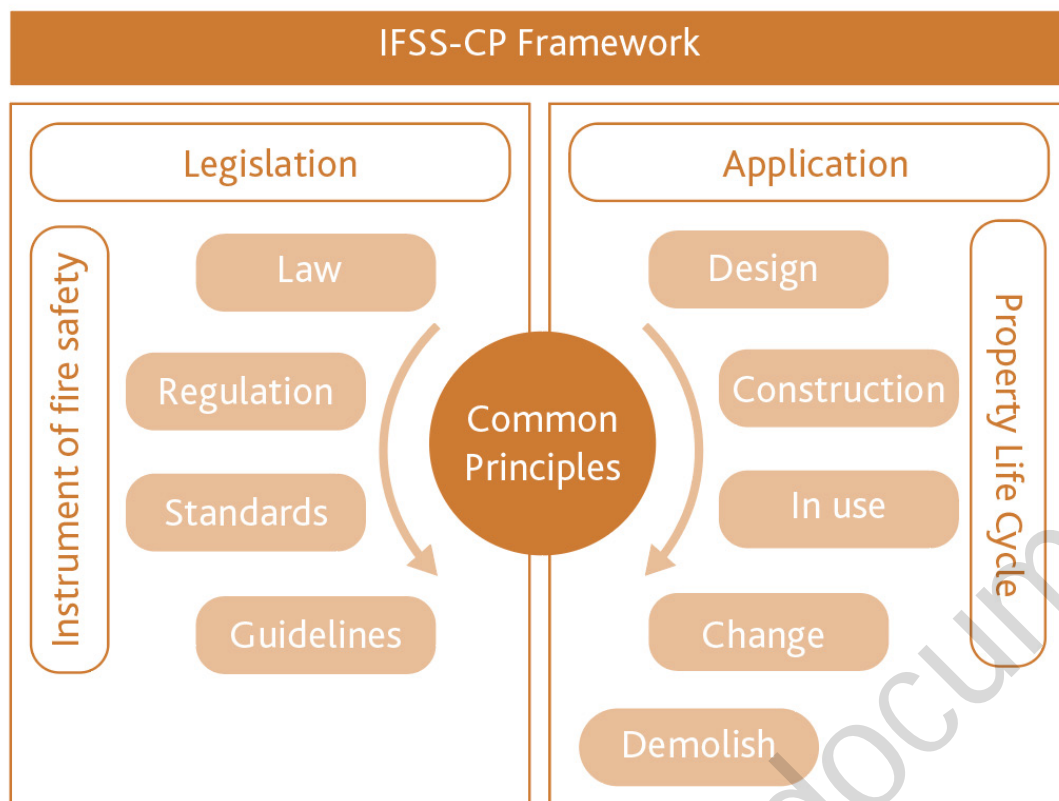 IFSS-CP Framework
Legislation
Instrument of fire safety
Law
Regulation
Standards
Guidelines
Common
Principles
Application
Design
Construction
In use
Change
Demolish
Property Life Cycle
docum